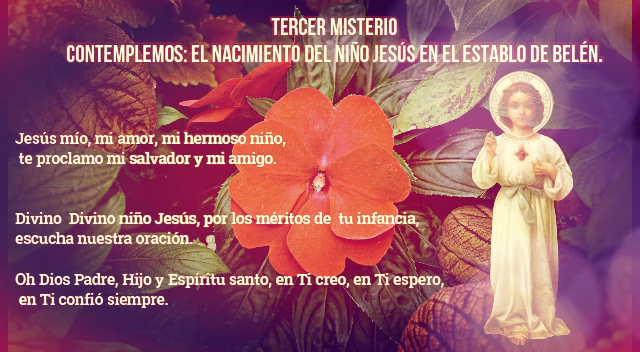 TERCER MISTERIO
CONTEMPLEMOS: EL NACIMIENTO DEL NIÑO JESÚS EN EL ESTABLO DE BELÉN.
Jesús mío, mi amor, mi hermoso niño,
te proclamo mi salvador y mi amigo.
Divino Divino niño Jesús, por los méritos de tu infancia,
escucha nuestra oración.
Oh Dios Padre, Hijo y Espíritu santo, en Ti creo, en Ti espero,
en Ti confió siempre.